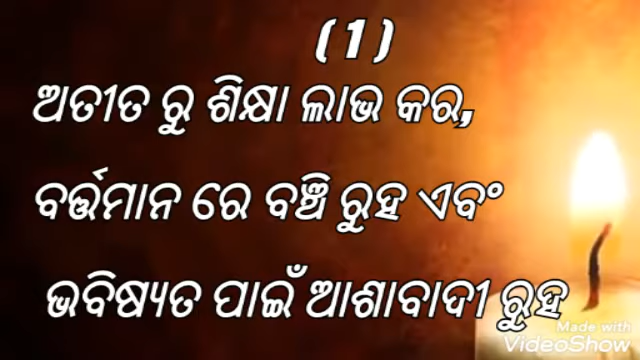 (1)
ଅତୀତ ରୁ ଶିକ୍ଷା ଲାଭ କର,
ବର୍ତ୍ତମାନ ରେ ବଞ୍ଚି ରୁହ ଏବଂ
ଭବିଷ୍ୟତ ପାଇଁ ଆଶାବାଦୀ ରୁହ
Made with
VideoShow